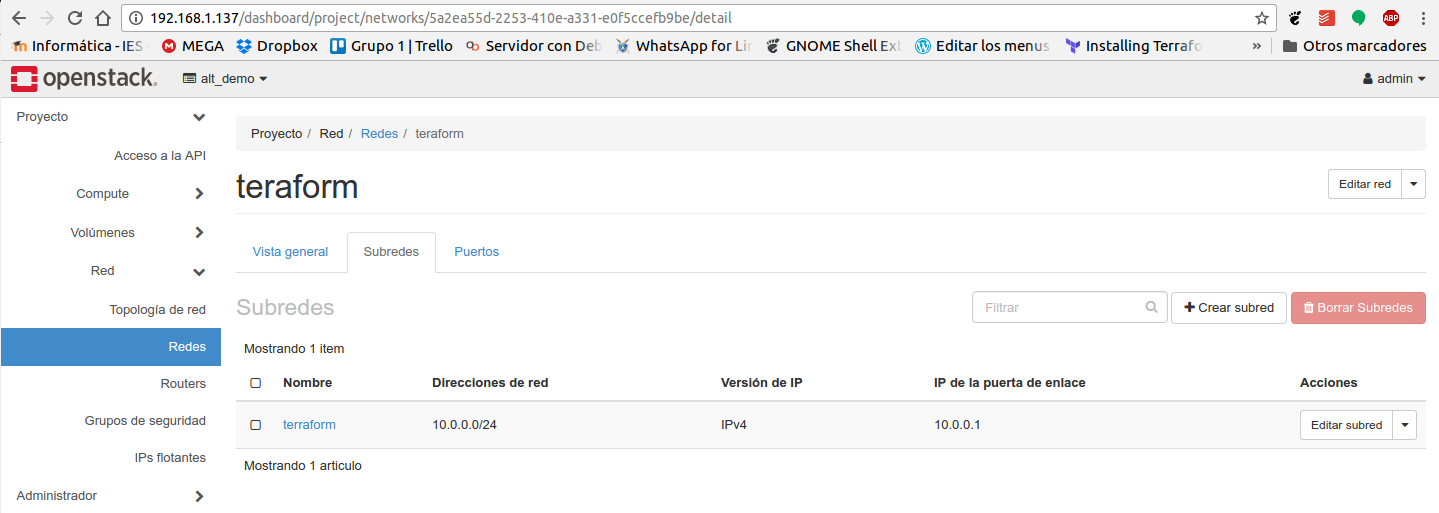 192.168.1.137/dashboard/project/networks/5a2ea55d-2253-410e-a331-e0f5ccefb9be/detail
Informática - IES MEGA Dropbox Grupo 1 | Trello Servidor con Deb WhatsApp for Lin GNOME Shell Ext Editar los menus Installing Terrafo » Otros marcadores
openstack. alt_demo admin
Proyecto
Acceso a la API
Compute
Volúmenes
Red
Topología de red
Redes
Routers
Grupos de seguridad
IPs flotantes
Administrador
Proyecto / Red / Redes / teraform
teraform
Editar red
Vista general Subredes Puertos
Subredes
Filtrar
+ Crear subred
Borrar Subredes
Mostrando 1 item
Nombre Direcciones de red Versión de IP IP de la puerta de enlace Acciones
terraform 10.0.0.0/24 IPv4 10.0.0.1 Editar subred
Mostrando 1 articulo